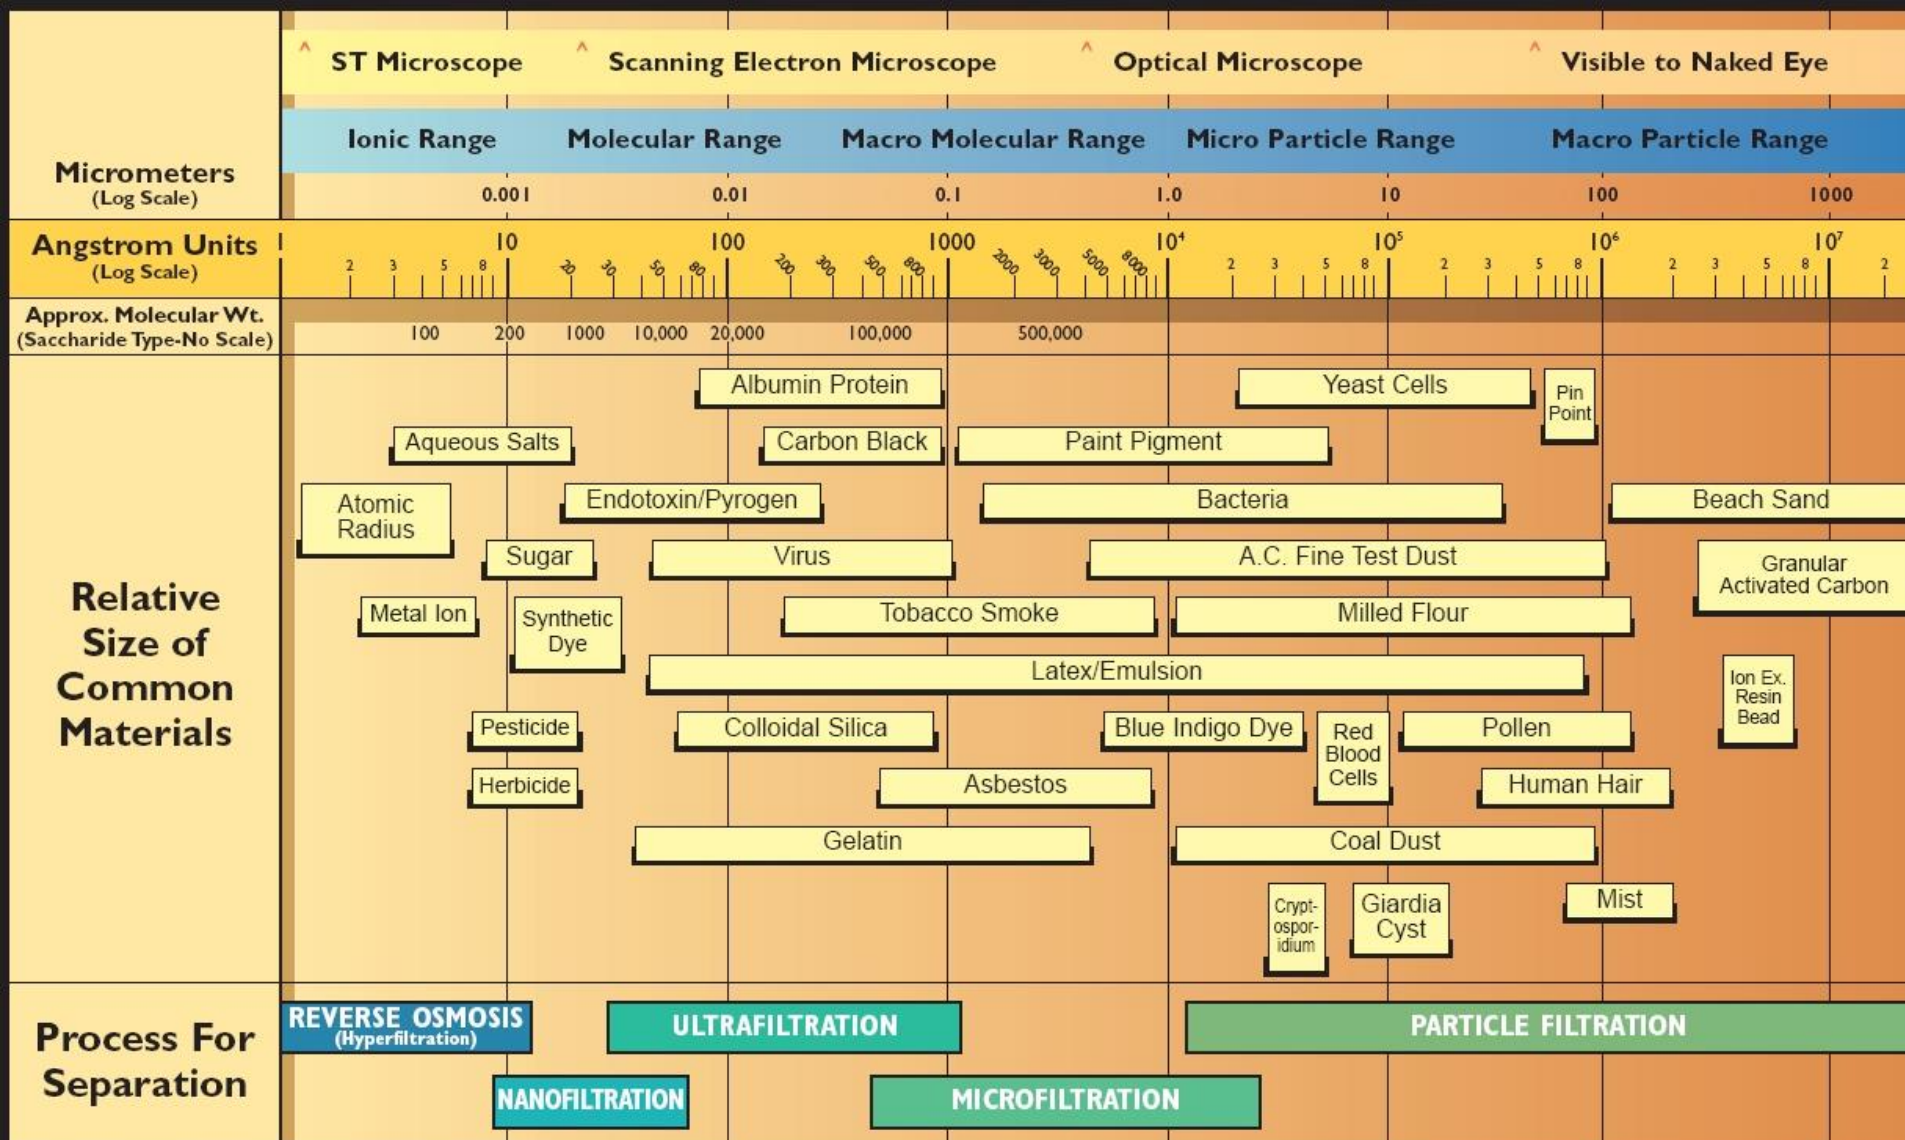 ^ ST Microscope ^ Scanning Electron Microscope ^ Optical Microscope ^ Visible to Naked Eye
Ionic Range Molecular Range Macro Molecular Range Micro Particle Range Macro Particle Range
Micrometers
(Log Scale)
0.001 0.01 0.1 1.0 10 100 1000
Angstrom Units
(Log Scale)
1 10 100 1000 10⁴ 10⁵ 10⁶ 10⁷
2 3 5 8 20 30 50 80 200 300 500 800 2000 3000 5000 8000 2 3 5 8 2 3 5 8 2 3 5 8 2
Approx. Molecular Wt.
(Saccharide Type-No Scale)
100 200 1000 10,000 20,000 100,000 500,000
Relative
Size of
Common
Materials
Albumin Protein
Yeast Cells
Pin
Point
Aqueous Salts
Carbon Black
Paint Pigment
Atomic
Radius
Endotoxin/Pyrogen
Bacteria
Beach Sand
Sugar
Virus
A.C. Fine Test Dust
Granular
Activated Carbon
Metal Ion
Synthetic
Dye
Tobacco Smoke
Milled Flour
Latex/Emulsion
Ion Ex.
Resin
Bead
Pesticide
Colloidal Silica
Blue Indigo Dye
Red
Blood
Cells
Pollen
Herbicide
Asbestos
Human Hair
Gelatin
Coal Dust
Crypt-
ospor-
idium
Giardia
Cyst
Mist
Process For
Separation
REVERSE OSMOSIS
(Hyperfiltration)
ULTRAFILTRATION
PARTICLE FILTRATION
NANOFILTRATION
MICROFILTRATION